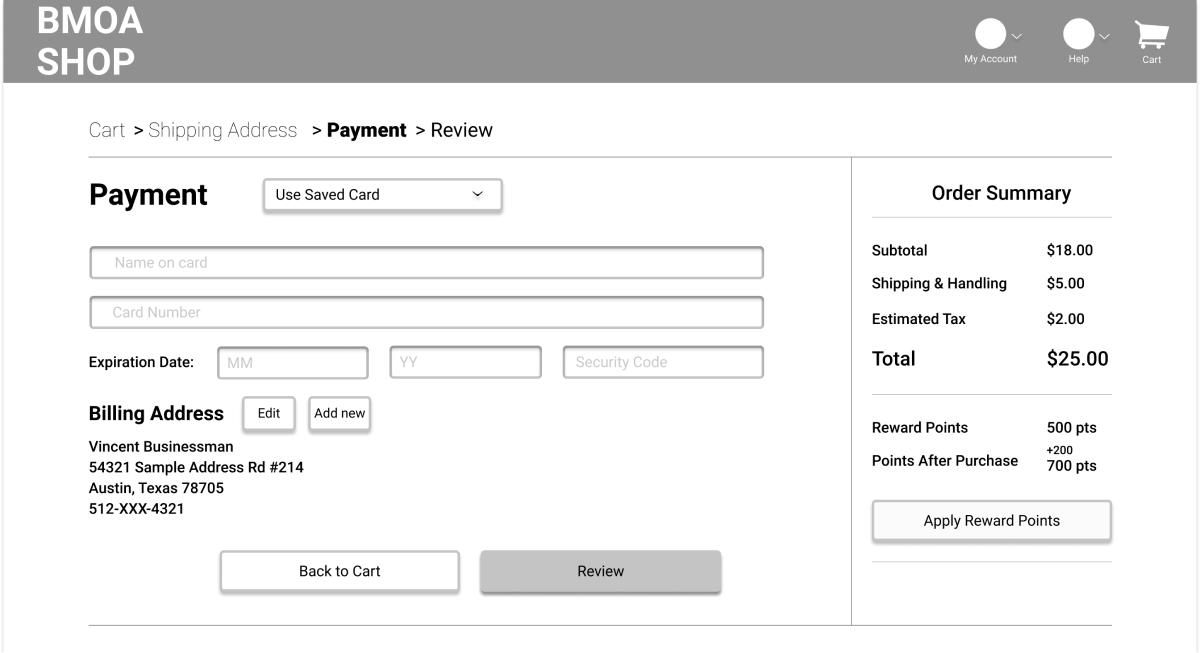 BMOA
SHOP
My Account
Help
Cart
Cart > Shipping Address > Payment > Review
Payment
Use Saved Card
Name on card
Card Number
Expiration Date: MM YY Security Code
Billing Address
Edit
Add new
Vincent Businessman
54321 Sample Address Rd #214
Austin, Texas 78705
512-XXX-4321
Back to Cart
Review
Order Summary
Subtotal $18.00
Shipping & Handling $5.00
Estimated Tax $2.00
Total $25.00
Reward Points 500 pts
+200
Points After Purchase 700 pts
Apply Reward Points